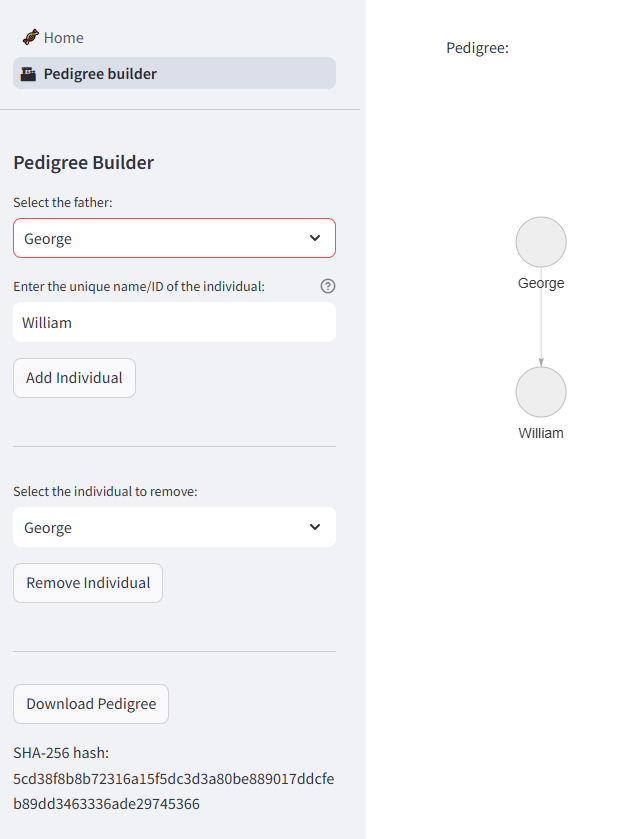 Home
Pedigree builder
Pedigree Builder
Select the father:
George
Enter the unique name/ID of the individual:
William
Add Individual
Select the individual to remove:
George
Remove Individual
Download Pedigree
SHA-256 hash:
5cd38f8b8b72316a15f5dc3d3a80be889017ddcfe
b89dd3463336ade29745366
Pedigree:
George
William